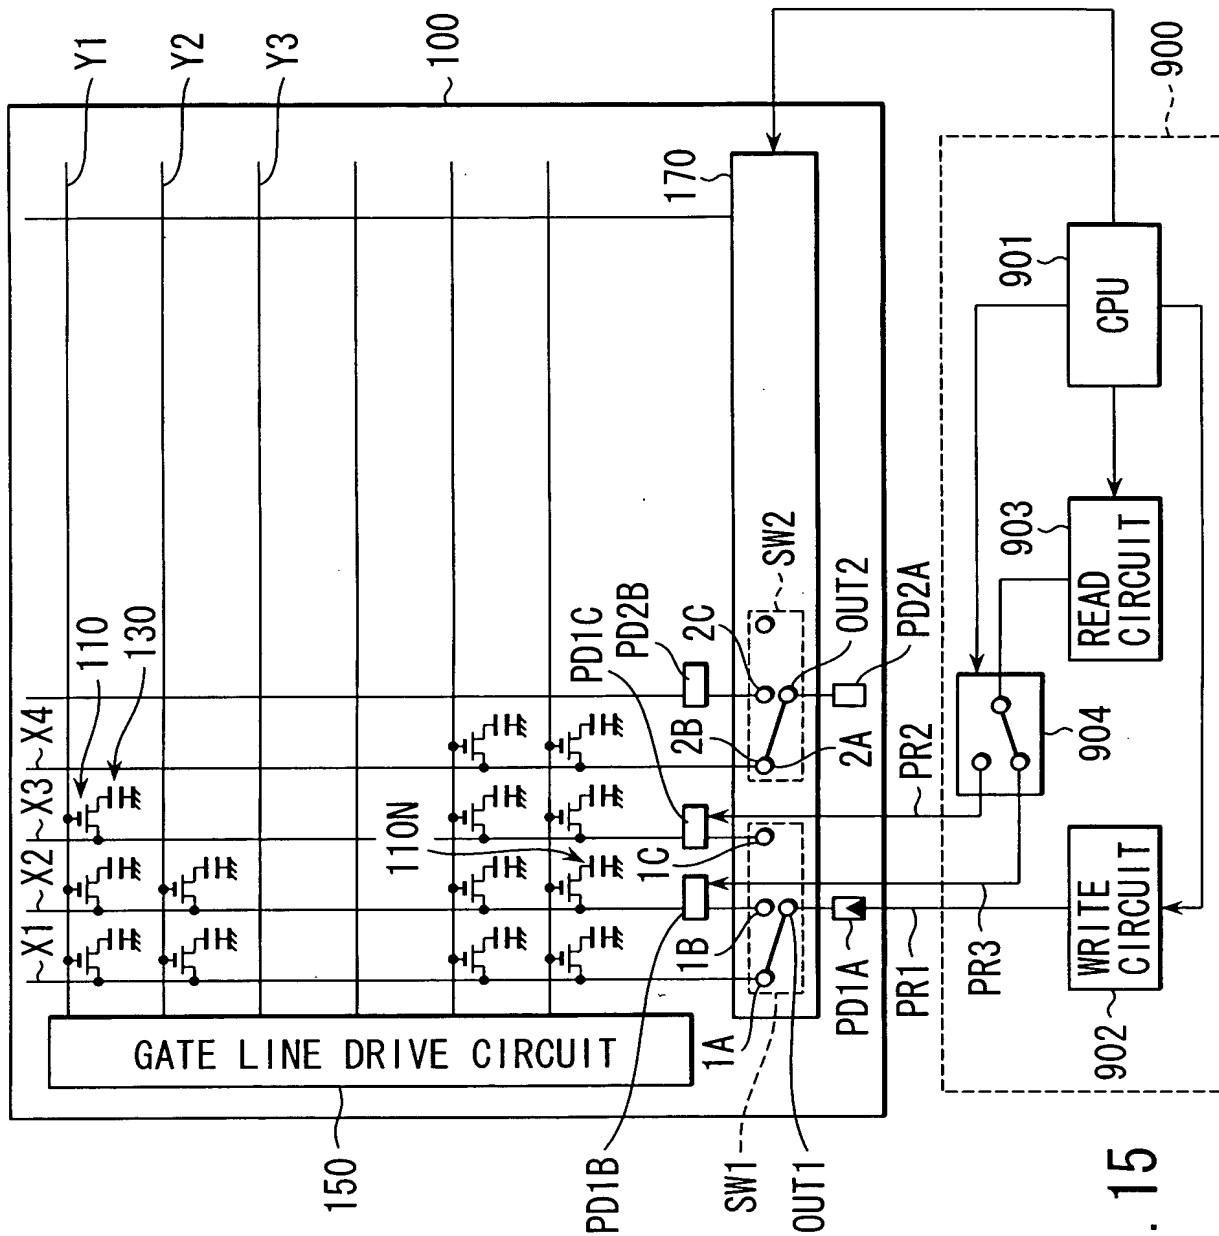 Y1
Y2
Y3
100
X1
X2
X3
X4
110
130
110N
170
900
GATE LINE DRIVE CIRCUIT
150
PD1B
PD1C
PD2B
1A
1B
1C
2B
2C
2A
SW2
OUT2
PD2A
SW1
OUT1
PD1A
PR1
PR3
PR2
WRITE
CIRCUIT
902
904
READ
CIRCUIT
903
CPU
901
. 15